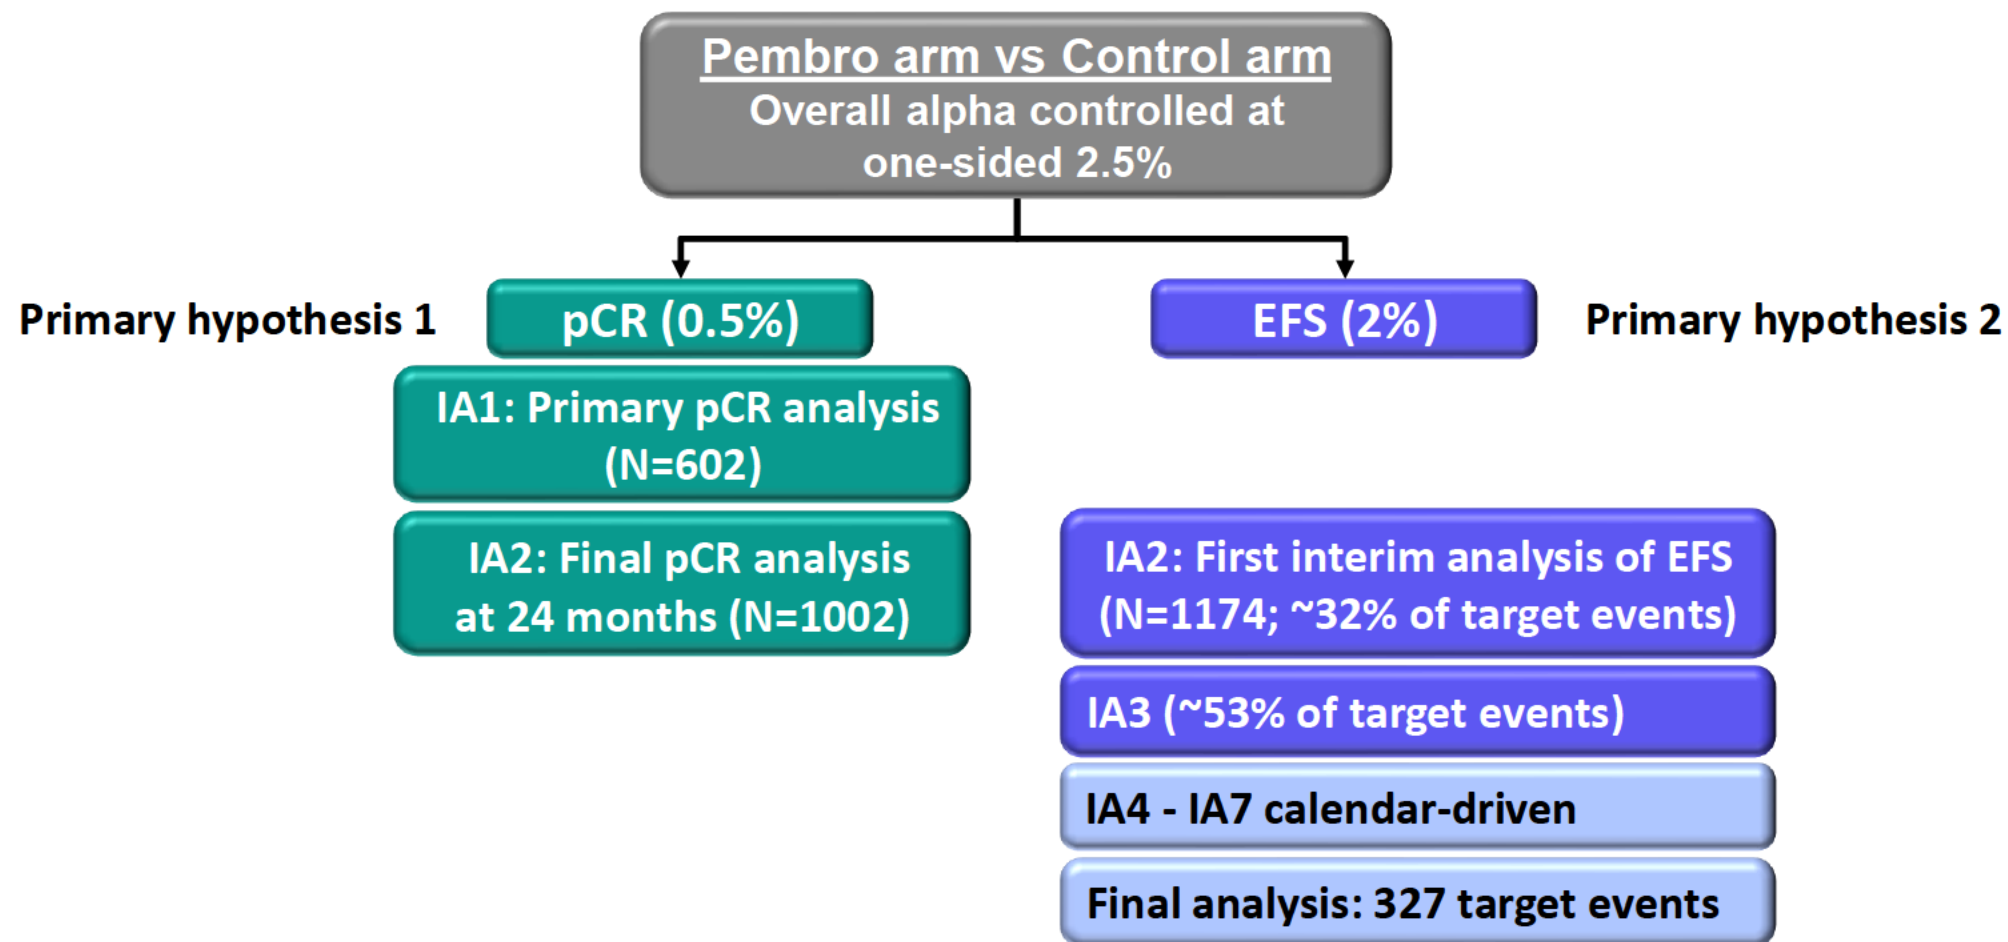 Pembro arm vs Control arm
Overall alpha controlled at
one-sided 2.5%
Primary hypothesis 1
pCR (0.5%)
EFS (2%)
Primary hypothesis 2
IA1: Primary pCR analysis
(N=602)
IA2: Final pCR analysis
at 24 months (N=1002)
IA2: First interim analysis of EFS
(N=1174; ~32% of target events)
IA3 (~53% of target events)
IA4 - IA7 calendar-driven
Final analysis: 327 target events